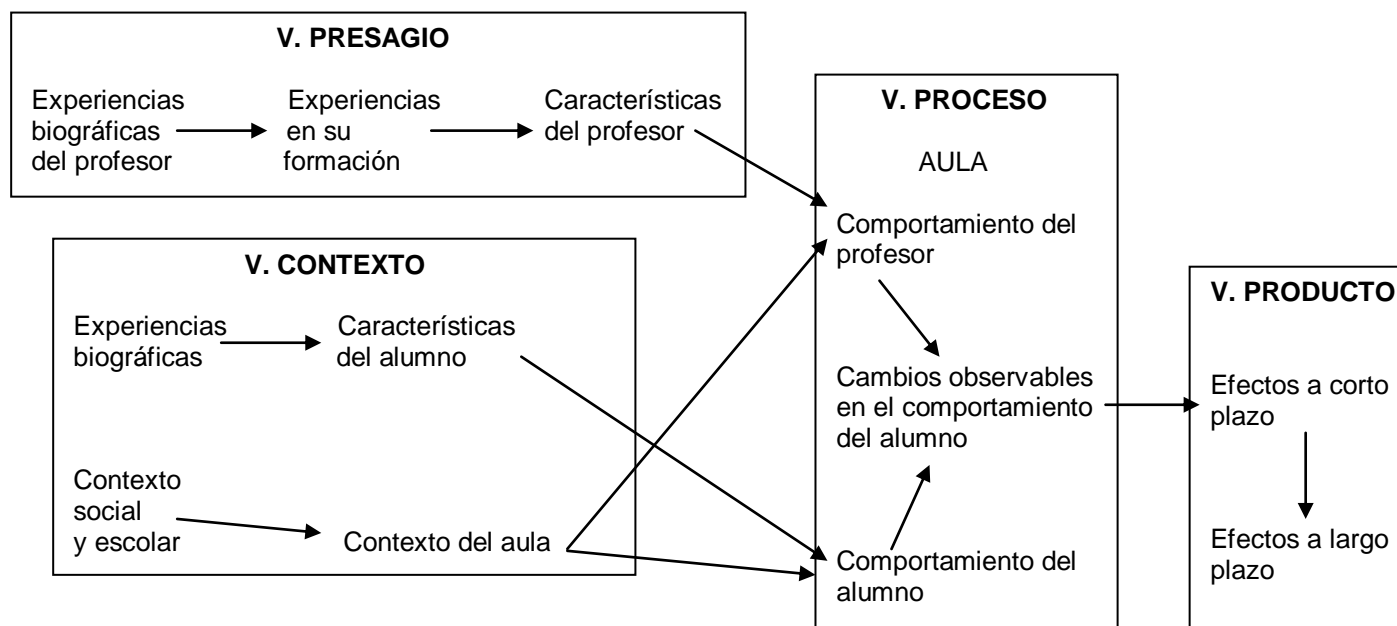 V. PRESAGIO
Experiencias
biográficas
del profesor
Experiencias
en su
formación
Características
del profesor
V. CONTEXTO
Experiencias
biográficas
Características
del alumno
Contexto
social
y escolar
Contexto del aula
V. PROCESO
AULA
Comportamiento del
profesor
Cambios observables
en el comportamiento
del alumno
Comportamiento del
alumno
V. PRODUCTO
Efectos a corto
plazo
Efectos a largo
plazo